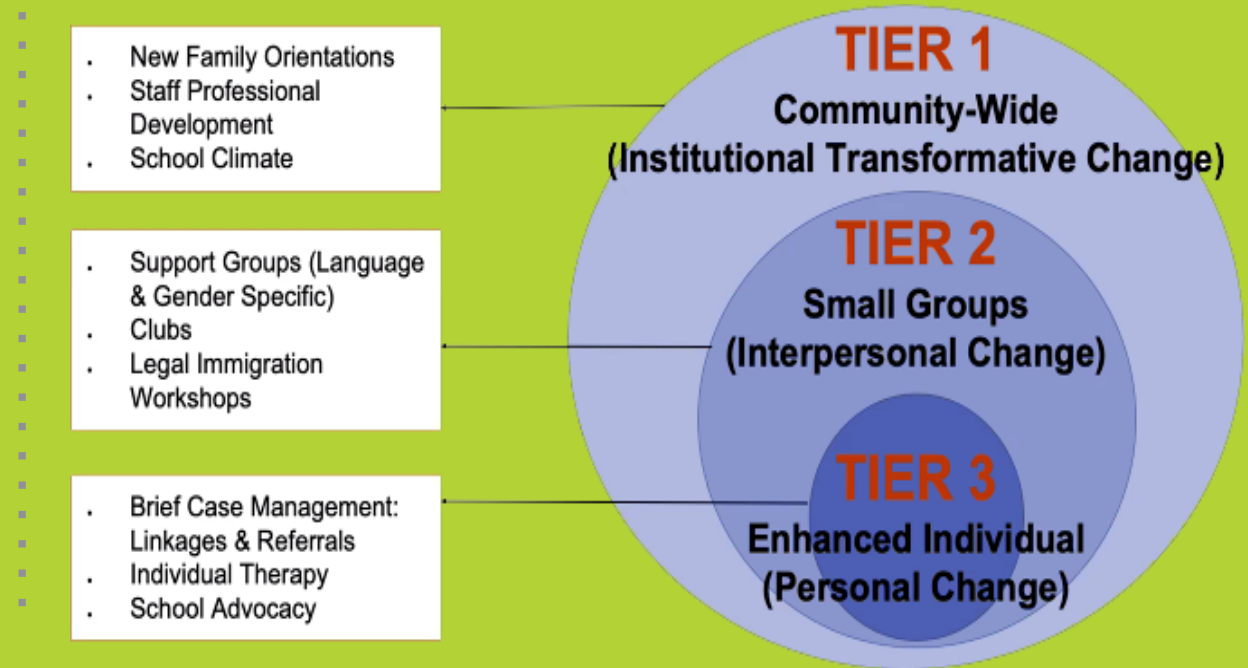 . New Family Orientations
. Staff Professional
Development
. School Climate
. Support Groups (Language
& Gender Specific)
. Clubs
. Legal Immigration
Workshops
. Brief Case Management:
Linkages & Referrals
. Individual Therapy
. School Advocacy
TIER 1
Community-Wide
(Institutional Transformative Change)
TIER 2
Small Groups
(Interpersonal Change)
TIER 3
Enhanced Individual
(Personal Change)